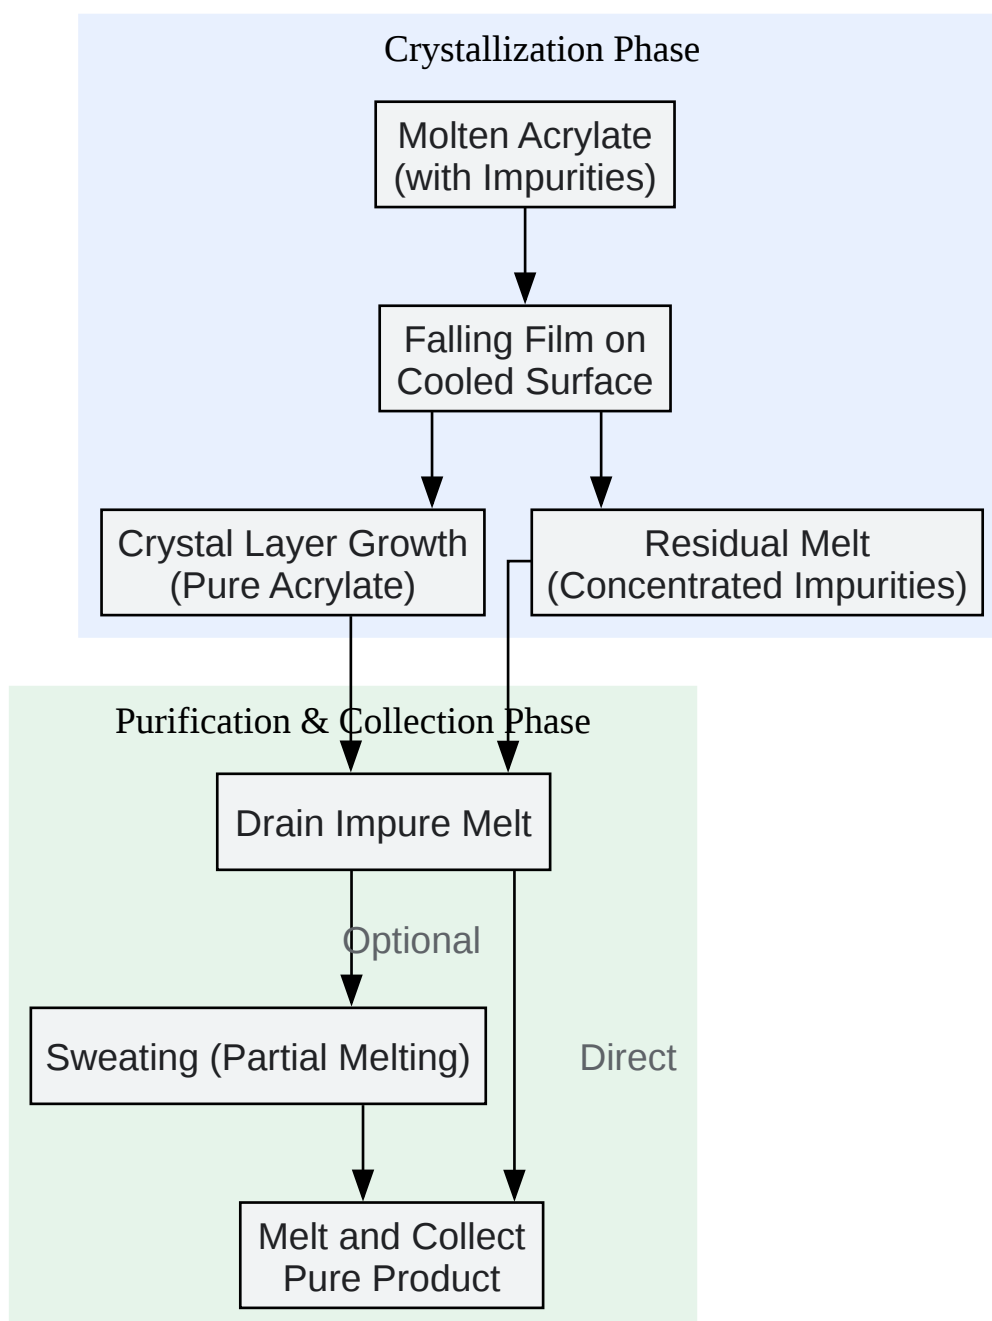 Crystallization Phase
Molten Acrylate
(with Impurities)
Falling Film on
Cooled Surface
Crystal Layer Growth
(Pure Acrylate)
Residual Melt
(Concentrated Impurities)
Purification & Collection Phase
Drain Impure Melt
Optional
Sweating (Partial Melting)
Direct
Melt and Collect
Pure Product